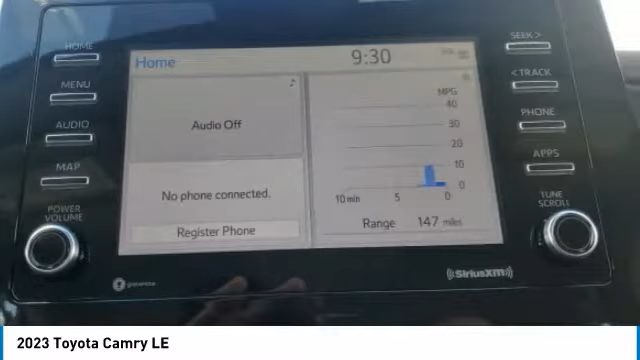 HOME
MENU
AUDIO
MAP
POWER
VOLUME
Home
9:30
Audio Off
No phone connected.
Register Phone
MPG
40
30
20
10
0
10 min 5 0
Range 147 miles
SEEK >
< TRACK
PHONE
APPS
TUNE
SCROLL
gracenote
((SiriusXM))
2023 Toyota Camry LE